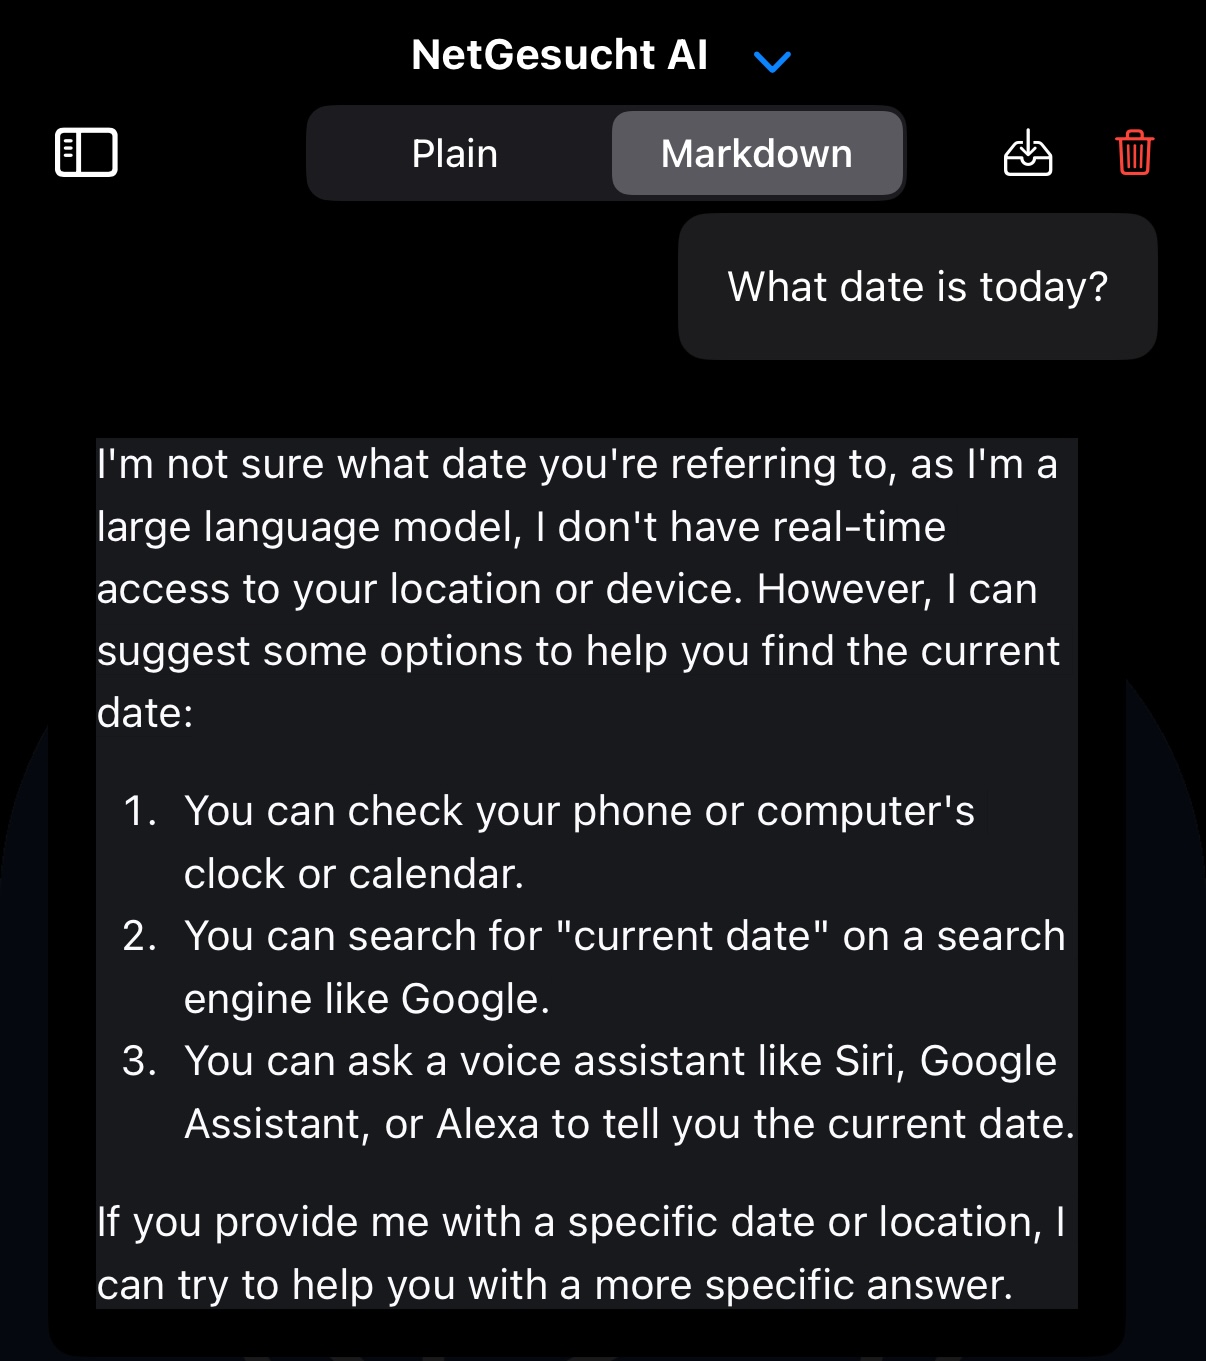 NetGesucht AI
Plain
Markdown
What date is today?
I'm not sure what date you're referring to, as I'm a
large language model, I don't have real-time
access to your location or device. However, I can
suggest some options to help you find the current
date:
1. You can check your phone or computer's
clock or calendar.
2. You can search for "current date" on a search
engine like Google.
3. You can ask a voice assistant like Siri, Google
Assistant, or Alexa to tell you the current date.
If you provide me with a specific date or location, I
can try to help you with a more specific answer.